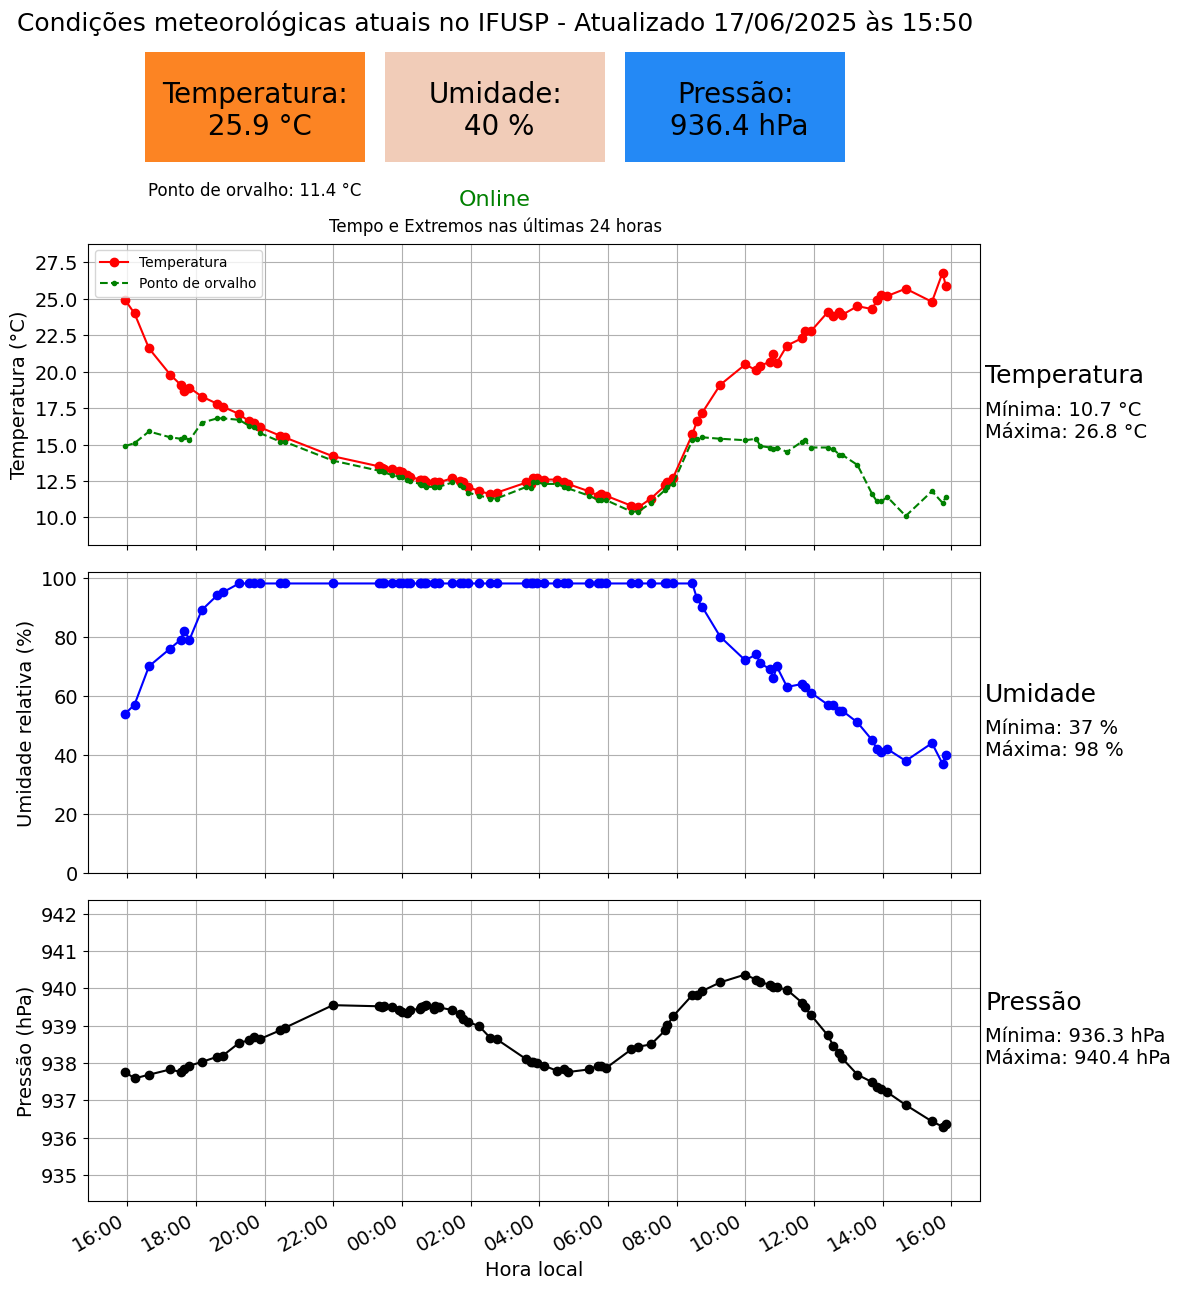 Condições meteorológicas atuais no IFUSP - Atualizado 17/06/2025 às 15:50
Temperatura:
25.9 °C
Umidade:
40 %
Pressão:
936.4 hPa
Ponto de orvalho: 11.4 °C
Online
Tempo e Extremos nas últimas 24 horas
Temperatura (°C)
27.5
25.0
22.5
20.0
17.5
15.0
12.5
10.0
Temperatura
Ponto de orvalho
Temperatura
Mínima: 10.7 °C
Máxima: 26.8 °C
Umidade relativa (%)
100
80
60
40
20
0
Umidade
Mínima: 37 %
Máxima: 98 %
Pressão (hPa)
942
941
940
939
938
937
936
935
Pressão
Mínima: 936.3 hPa
Máxima: 940.4 hPa
16:00
18:00
20:00
22:00
00:00
02:00
04:00
06:00
08:00
10:00
12:00
14:00
16:00
Hora local